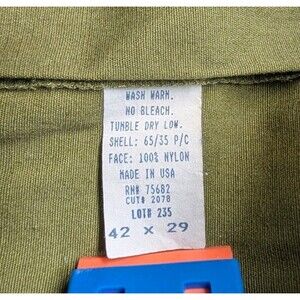 WASH WARM.
NO BLEACH.
TUMBLE DRY LOW.
SHELL: 65/35 P/C
FACE: 100% NYLON
MADE IN USA
RN# 75682
CUT# 2078
LOT# 235
42 x 29